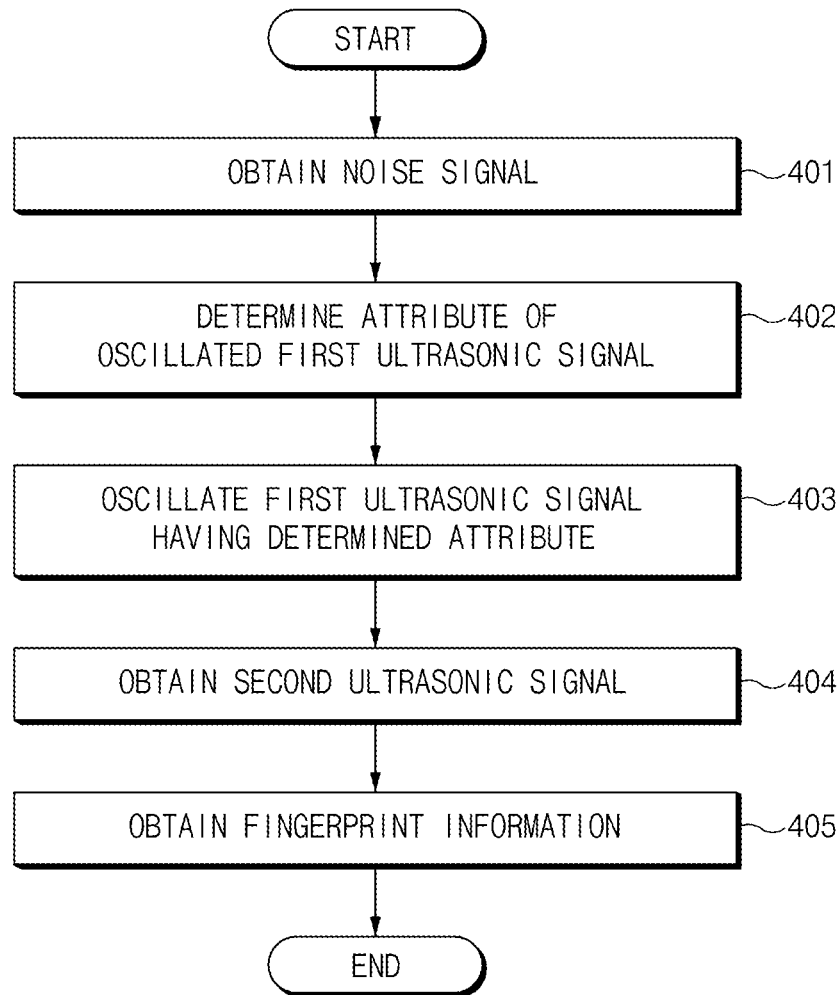 START
OBTAIN NOISE SIGNAL
401
DETERMINE ATTRIBUTE OF
OSCILLATED FIRST ULTRASONIC SIGNAL
402
OSCILLATE FIRST ULTRASONIC SIGNAL
HAVING DETERMINED ATTRIBUTE
403
OBTAIN SECOND ULTRASONIC SIGNAL
404
OBTAIN FINGERPRINT INFORMATION
405
END